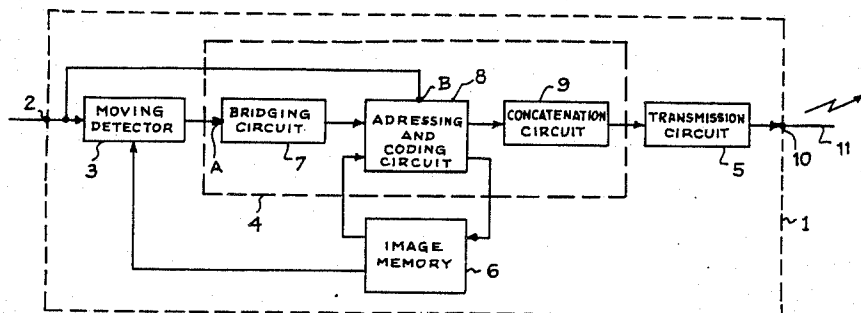 2
MOVING
DETECTOR
3
A
BRIDGING
CIRCUIT
7
B
8
ADRESSING
AND
CODING
CIRCUIT
9
CONCATENATION
CIRCUIT
TRANSMISSION
CIRCUIT
5
10
11
4
IMAGE
MEMORY
6
1